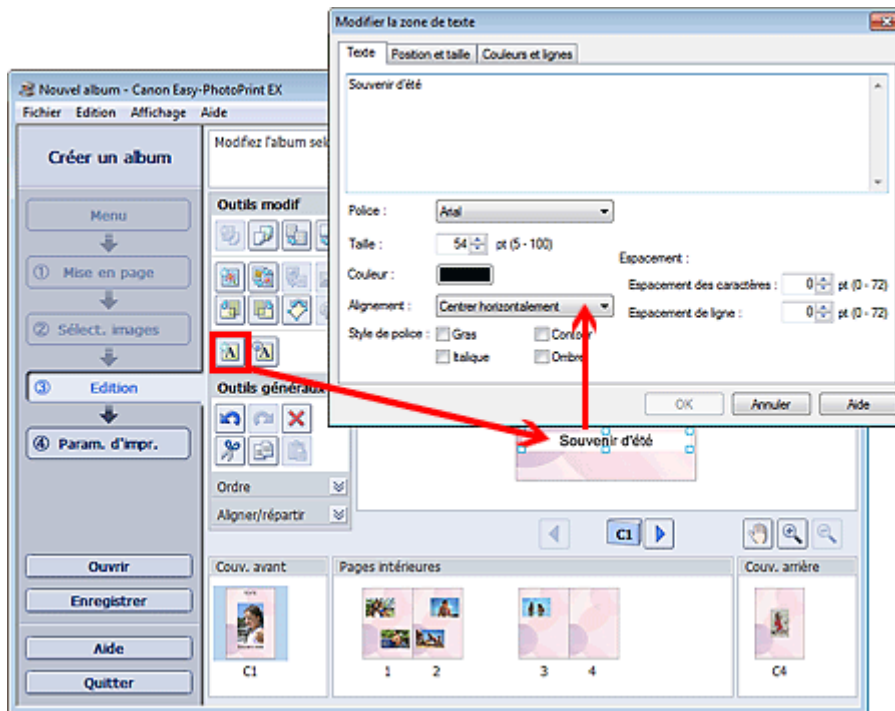 Modifier la zone de texte
Texte
Position et taille
Couleurs et lignes
Souvenir d'été
Police :
Arial
Taille :
54 pt (5 - 100)
Couleur :
Alignement :
Centrer horizontalement
Style de police :
Gras
Contour
Italique
Ombre
Espacement :
Espacement des caractères : 0 pt (0 - 72)
Espacement de ligne : 0 pt (0 - 72)
OK
Annuler
Aide
Nouvel album - Canon Easy-PhotoPrint EX
Fichier Edition Affichage Aide
Créer un album
Modifiez l'album
Menu
① Mise en page
② Sélect. images
③ Edition
④ Param. d'impr.
Ouvrir
Enregistrer
Aide
Quitter
Outils modif
A
A
Outils généraux
Ordre
Aligner/répartir
Souvenir d'été
C1
Couv. avant
C1
Pages intérieures
1
2
3
4
Couv. arrière
C4